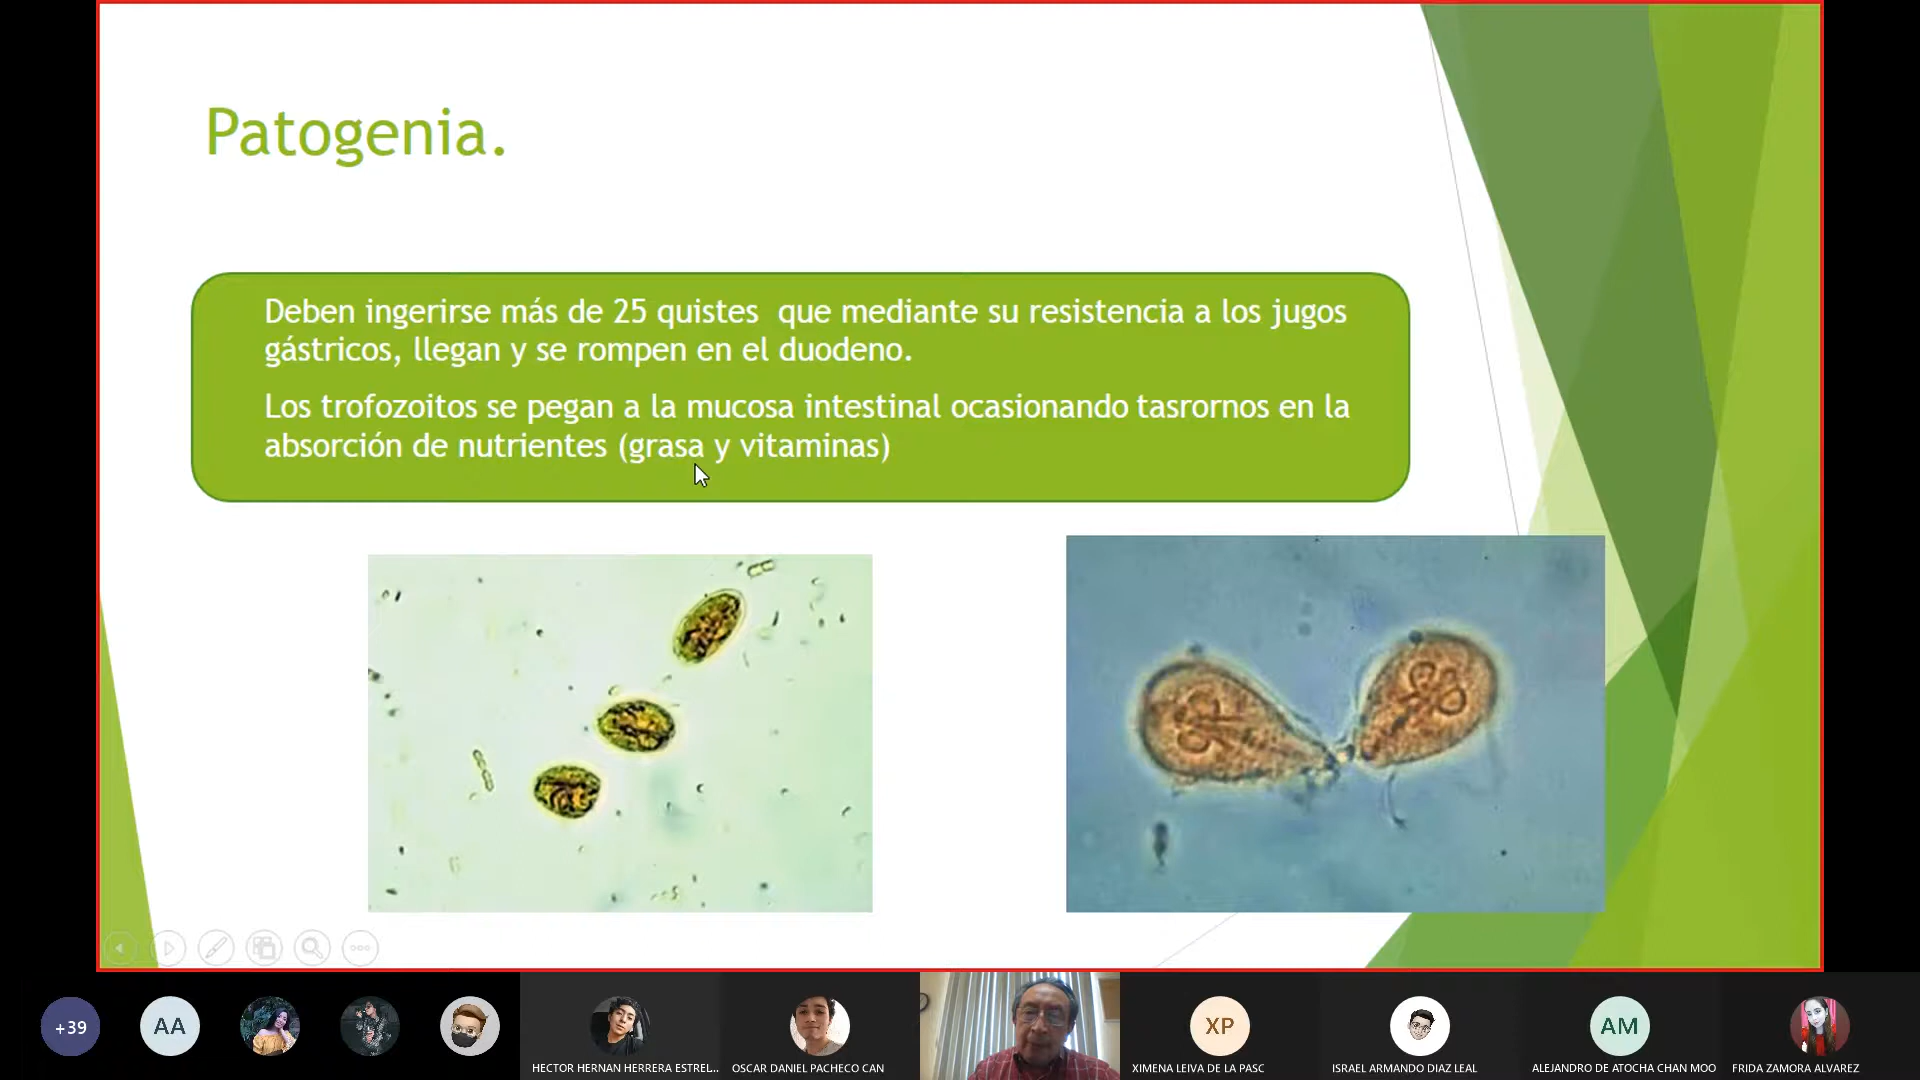 Patogenia.
Deben ingerirse más de 25 quistes  que mediante su resistencia a los jugos
gástricos, llegan y se rompen en el duodeno.
Los trofozoitos se pegan a la mucosa intestinal ocasionando tasrornos en la
absorción de nutrientes (grasa y vitaminas)
+39
AA
XP
AM
HECTOR HERNAN HERRERA ESTREL...
OSCAR DANIEL PACHECO CAN
XIMENA LEIVA DE LA PASC
ISRAEL ARMANDO DIAZ LEAL
ALEJANDRO DE ATOCHA CHAN MOO
FRIDA ZAMORA ALVAREZ